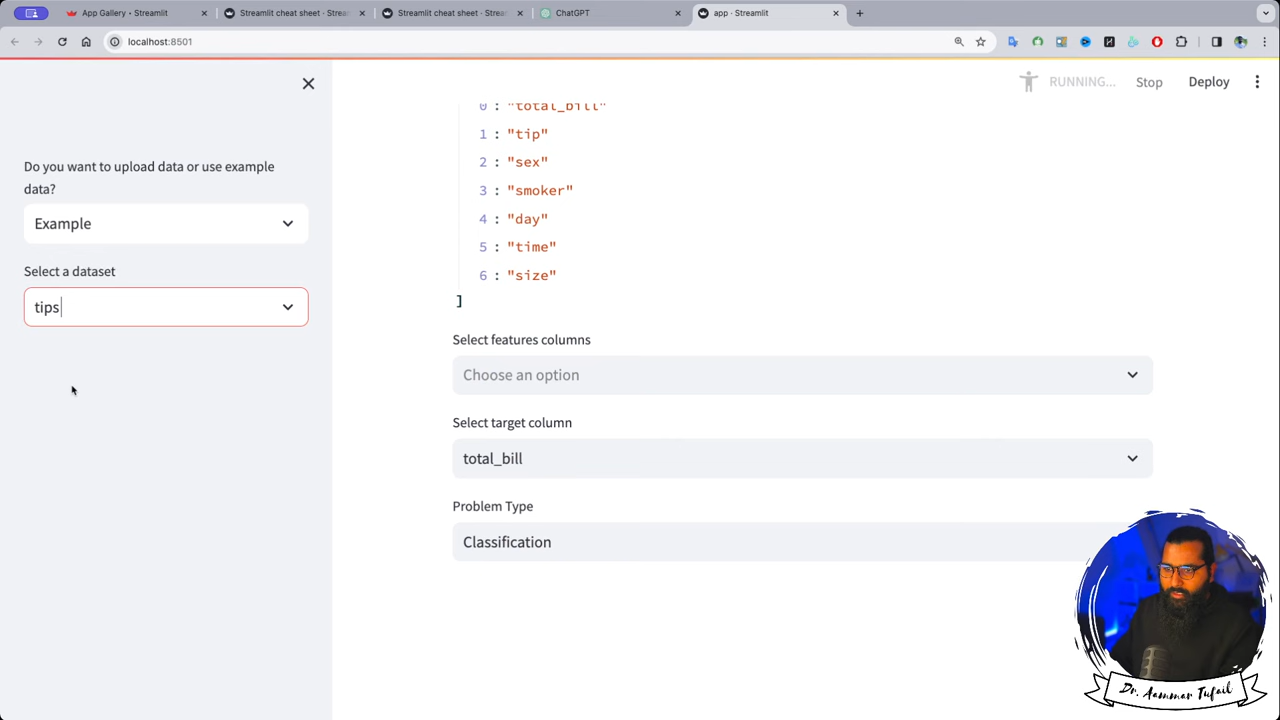 App Gallery • Streamlit
Streamlit cheat sheet · Stream
Streamlit cheat sheet · Stream
ChatGPT
app · Streamlit
localhost:8501
RUNNING...
Stop
Deploy
Do you want to upload data or use example
data?
Example
Select a dataset
tips
0 : "total_bill"
1 : "tip"
2 : "sex"
3 : "smoker"
4 : "day"
5 : "time"
6 : "size"
]
Select features columns
Choose an option
Select target column
total_bill
Problem Type
Classification
Dr. Aammar Tufail